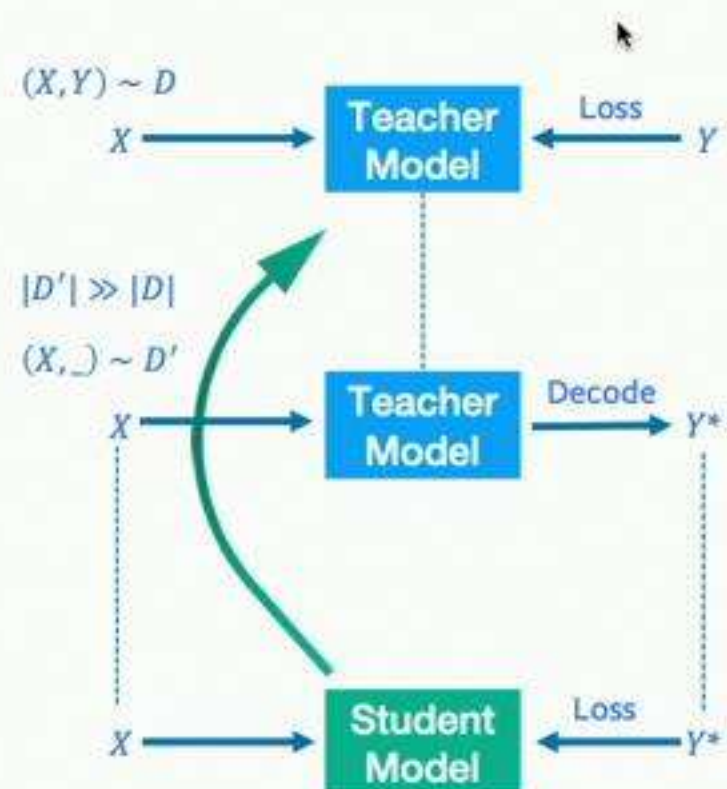 (X,Y) ~ D
X
Teacher
Model
Loss
Y
|D'| ≫ |D|
(X,_) ~ D'
X
Teacher
Model
Decode
Y*
X
Student
Model
Loss
Y*